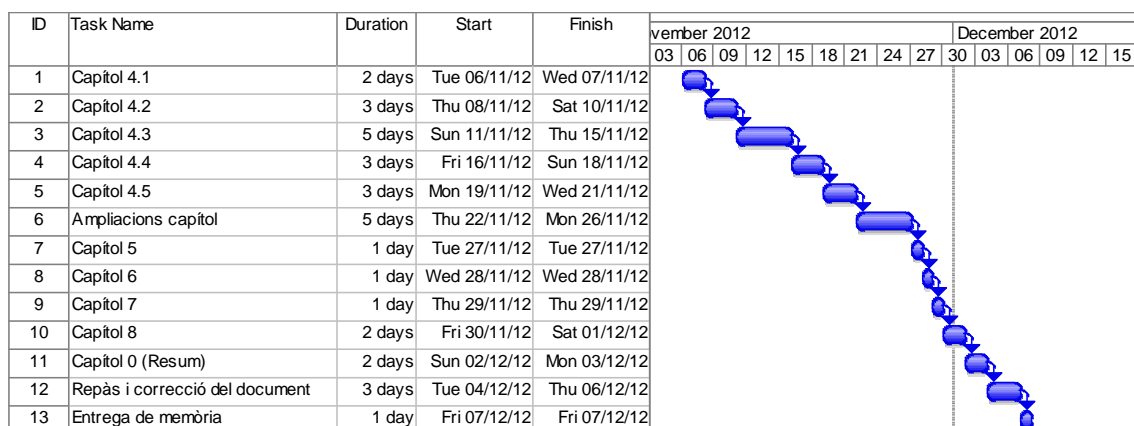 ID Task Name Duration Start Finish vember 2012 December 2012
03 06 09 12 15 18 21 24 27 30 03 06 09 12 15
1 Capítol 4.1 2 days Tue 06/11/12 Wed 07/11/12
2 Capítol 4.2 3 days Thu 08/11/12 Sat 10/11/12
3 Capítol 4.3 5 days Sun 11/11/12 Thu 15/11/12
4 Capítol 4.4 3 days Fri 16/11/12 Sun 18/11/12
5 Capítol 4.5 3 days Mon 19/11/12 Wed 21/11/12
6 Ampliacions capítol 5 days Thu 22/11/12 Mon 26/11/12
7 Capítol 5 1 day Tue 27/11/12 Tue 27/11/12
8 Capítol 6 1 day Wed 28/11/12 Wed 28/11/12
9 Capítol 7 1 day Thu 29/11/12 Thu 29/11/12
10 Capítol 8 2 days Fri 30/11/12 Sat 01/12/12
11 Capítol 0 (Resum) 2 days Sun 02/12/12 Mon 03/12/12
12 Repàs i correcció del document 3 days Tue 04/12/12 Thu 06/12/12
13 Entrega de memòria 1 day Fri 07/12/12 Fri 07/12/12